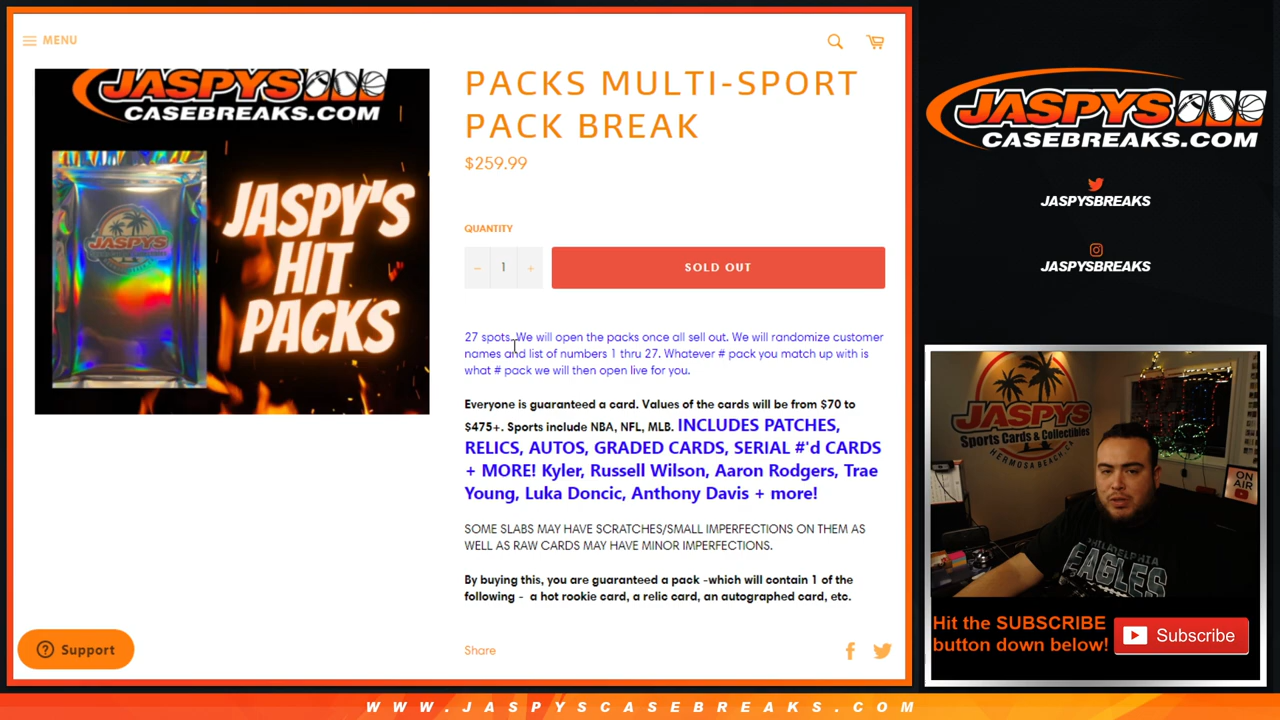 MENU
JASPYS
CASEBREAKS.COM
JASPYS
JASPY'S
HIT
PACKS
PACKS MULTI-SPORT
PACK BREAK
$259.99
QUANTITY
− 1 +
SOLD OUT
27 spots. We will open the packs once all sell out. We will randomize customer
names and list of numbers 1 thru 27. Whatever # pack you match up with is
what # pack we will then open live for you.
Everyone is guaranteed a card. Values of the cards will be from $70 to
$475+. Sports include NBA, NFL, MLB. INCLUDES PATCHES,
RELICS, AUTOS, GRADED CARDS, SERIAL #'d CARDS
+ MORE! Kyler, Russell Wilson, Aaron Rodgers, Trae
Young, Luka Doncic, Anthony Davis + more!
SOME SLABS MAY HAVE SCRATCHES/SMALL IMPERFECTIONS ON THEM AS
WELL AS RAW CARDS MAY HAVE MINOR IMPERFECTIONS.
By buying this, you are guaranteed a pack -which will contain 1 of the
following - a hot rookie card, a relic card, an autographed card, etc.
Share
Support
JASPYS
CASEBREAKS.COM
JASPYSBREAKS
JASPYSBREAKS
JASPYS
Sports Cards & Collectibles
HERMOSA BEACH, CA
ON
AIR
PHILADELPHIA
EAGLES
Hit the SUBSCRIBE
button down below!
Subscribe
WWW.JASPYSCASEBREAKS.COM